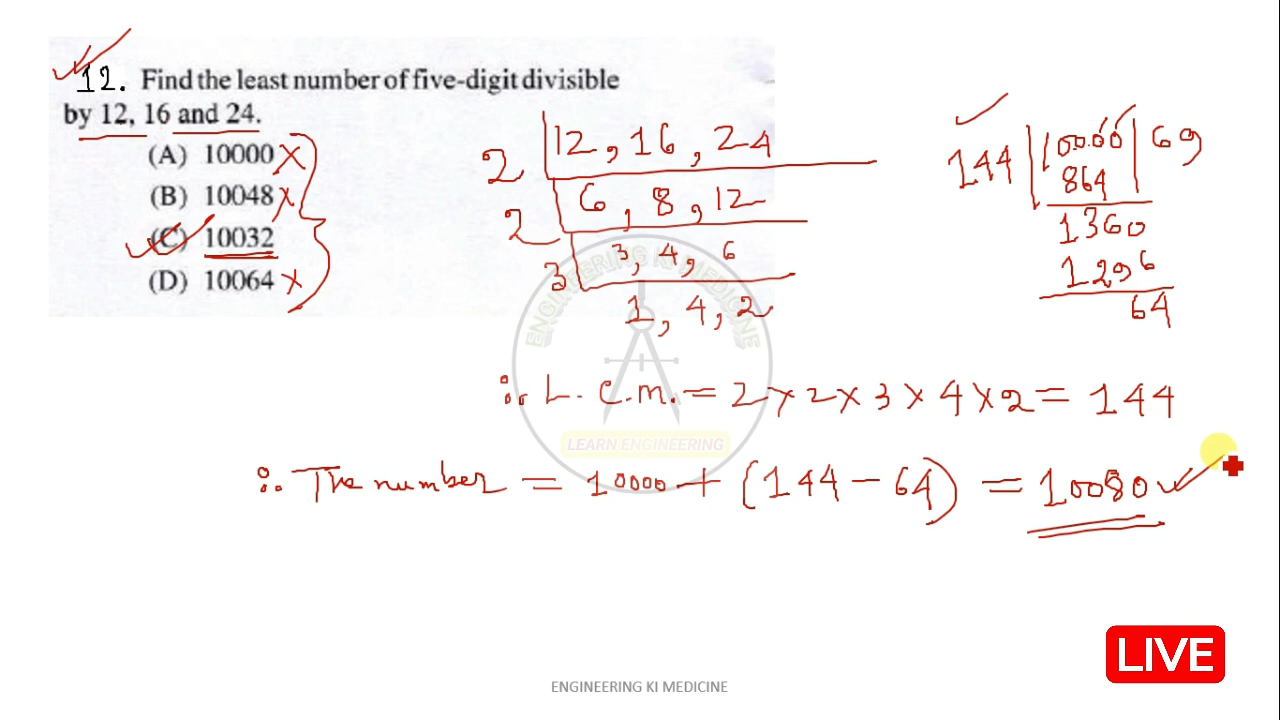 12. Find the least number of five-digit divisible
by 12, 16 and 24.
(A) 10000 X
(B) 10048 X
(C) 10032
(D) 10064 X
2 | 12, 16, 24
2 | 6, 8, 12
3 | 3, 4, 6
1, 4, 2
144 | 10000 | 69
864
1360
1296
64
∴ L.C.M. = 2 × 2 × 3 × 4 × 2 = 144
∴ The number = 10000 + (144 - 64) = 10080
ENGINEERING KI MEDICINE
LEARN ENGINEERING
LIVE
ENGINEERING KI MEDICINE